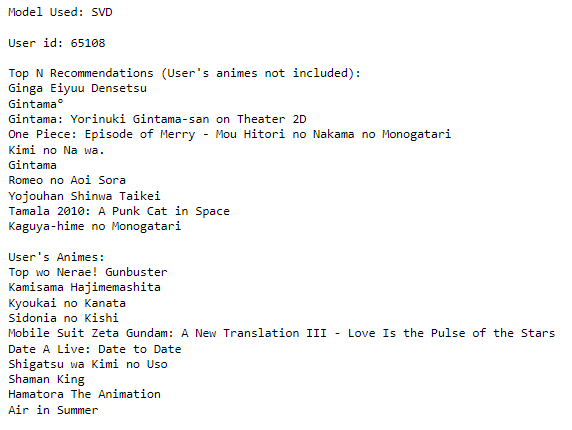 Model Used: SVD
User id: 65108
Top N Recommendations (User's animes not included):
Ginga Eiyuu Densetsu
Gintama°
Gintama: Yorinuki Gintama-san on Theater 2D
One Piece: Episode of Merry - Mou Hitori no Nakama no Monogatari
Kimi no Na wa.
Gintama
Romeo no Aoi Sora
Yojouhan Shinwa Taikei
Tamala 2010: A Punk Cat in Space
Kaguya-hime no Monogatari
User's Animes:
Top wo Nerae! Gunbuster
Kamisama Hajimemashita
Kyoukai no Kanata
Sidonia no Kishi
Mobile Suit Zeta Gundam: A New Translation III - Love Is the Pulse of the Stars
Date A Live: Date to Date
Shigatsu wa Kimi no Uso
Shaman King
Hamatora The Animation
Air in Summer